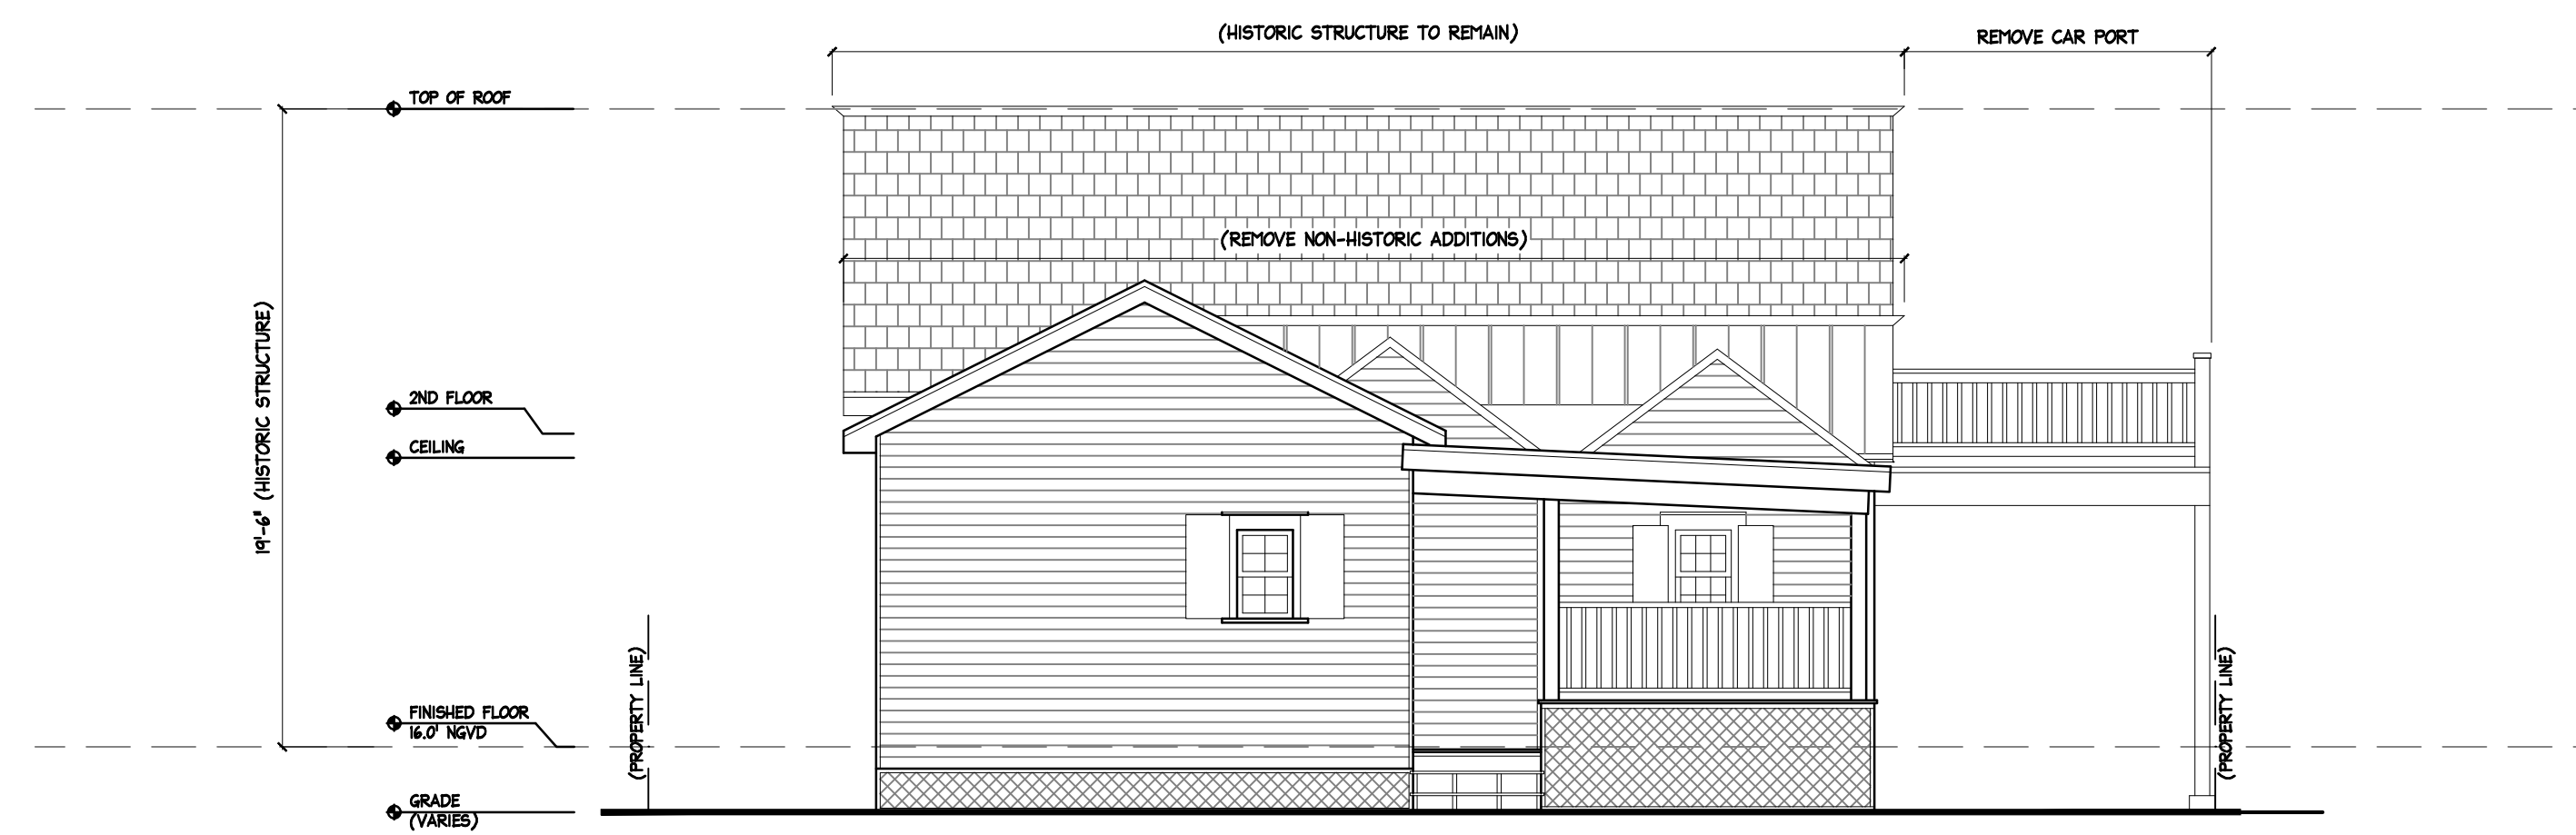 (HISTORIC STRUCTURE TO REMAIN)
REMOVE CAR PORT
TOP OF ROOF
(REMOVE NON-HISTORIC ADDITIONS)
19'-6" (HISTORIC STRUCTURE)
2ND FLOOR
CEILING
(PROPERTY LINE)
(PROPERTY LINE)
FINISHED FLOOR
16.0' NGVD
GRADE
(VARIES)